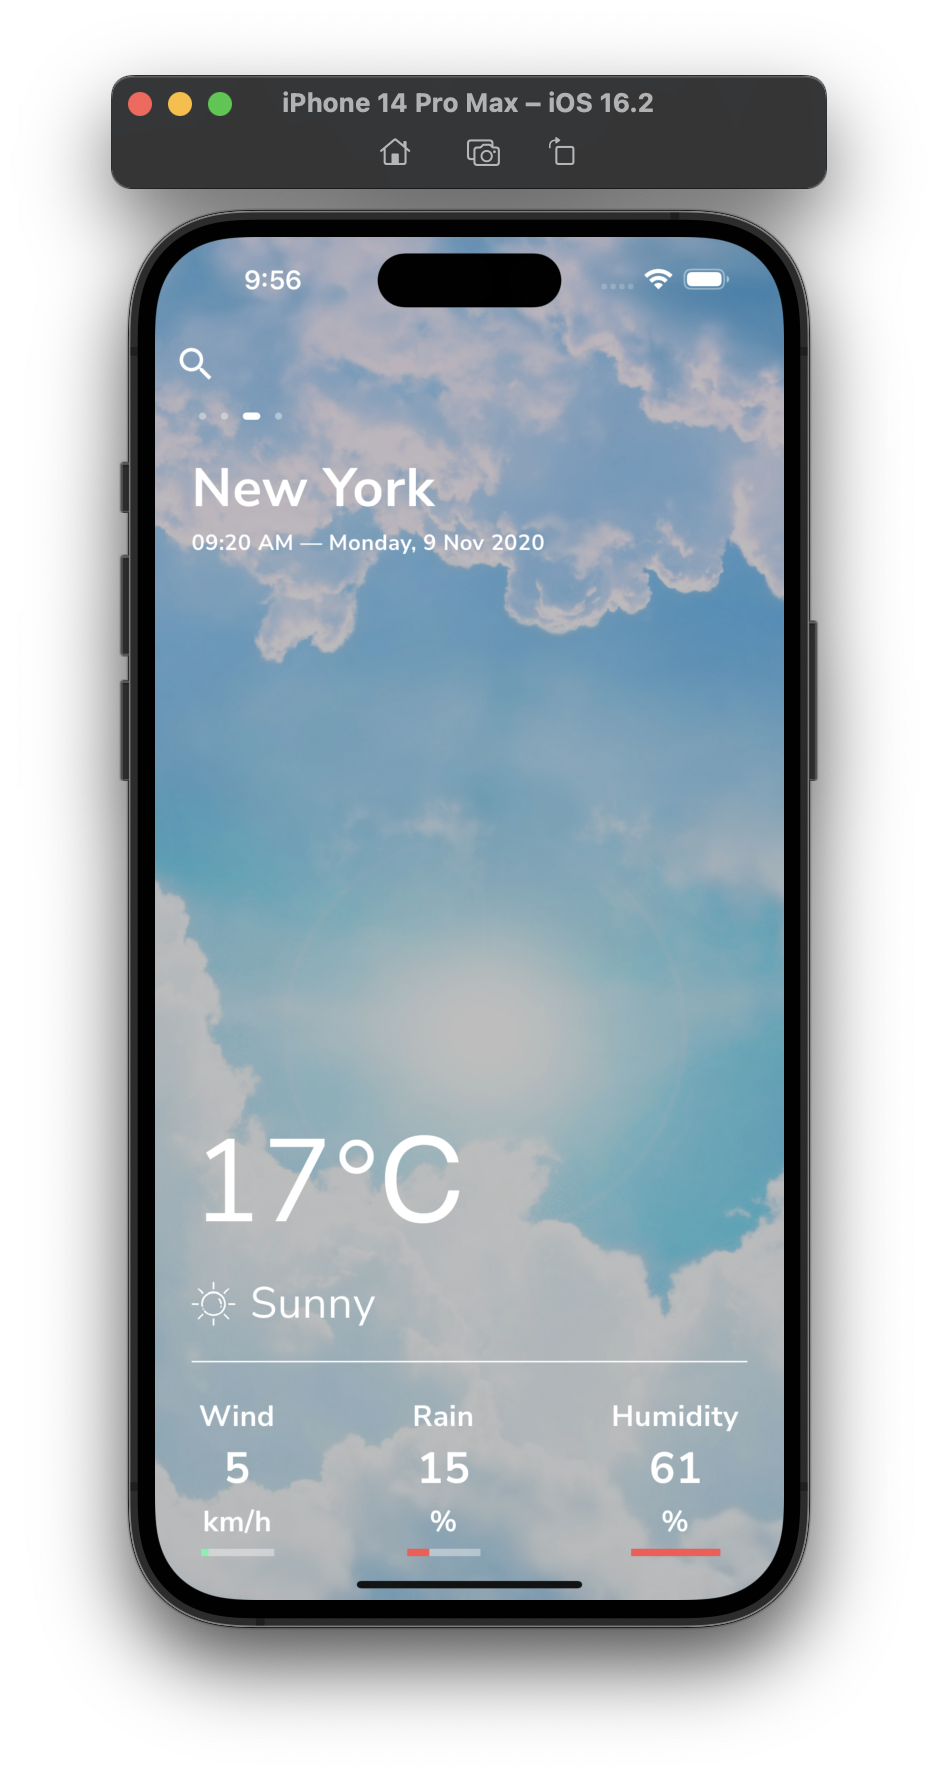 iPhone 14 Pro Max – iOS 16.2
9:56
New York
09:20 AM — Monday, 9 Nov 2020
17°C
Sunny
Wind Rain Humidity
5 15 61
km/h % %